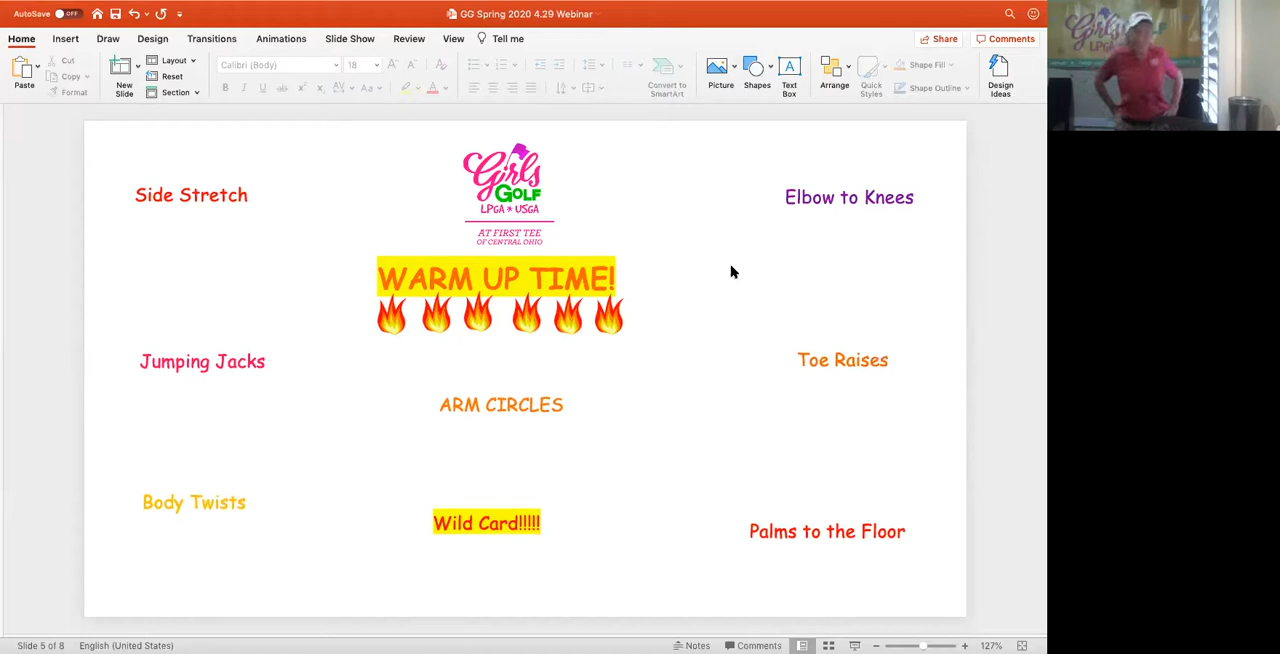 AutoSave OFF
GG Spring 2020 4.29 Webinar
Home Insert Draw Design Transitions Animations Slide Show Review View Tell me
Share Comments
Paste
Cut
Copy
Format
New
Slide
Layout
Reset
Section
Calibri (Body) 18
Convert to
SmartArt
Picture
Shapes
Text
Box
Arrange
Quick
Styles
Shape Fill
Shape Outline
Design
Ideas
Girls
GOLF
LPGA * USGA
AT FIRST TEE
OF CENTRAL OHIO
Side Stretch
Elbow to Knees
WARM UP TIME!
Jumping Jacks
Toe Raises
ARM CIRCLES
Body Twists
Wild Card!!!!!
Palms to the Floor
Slide 5 of 8 English (United States)
Notes Comments 127%
Girls
LPGA